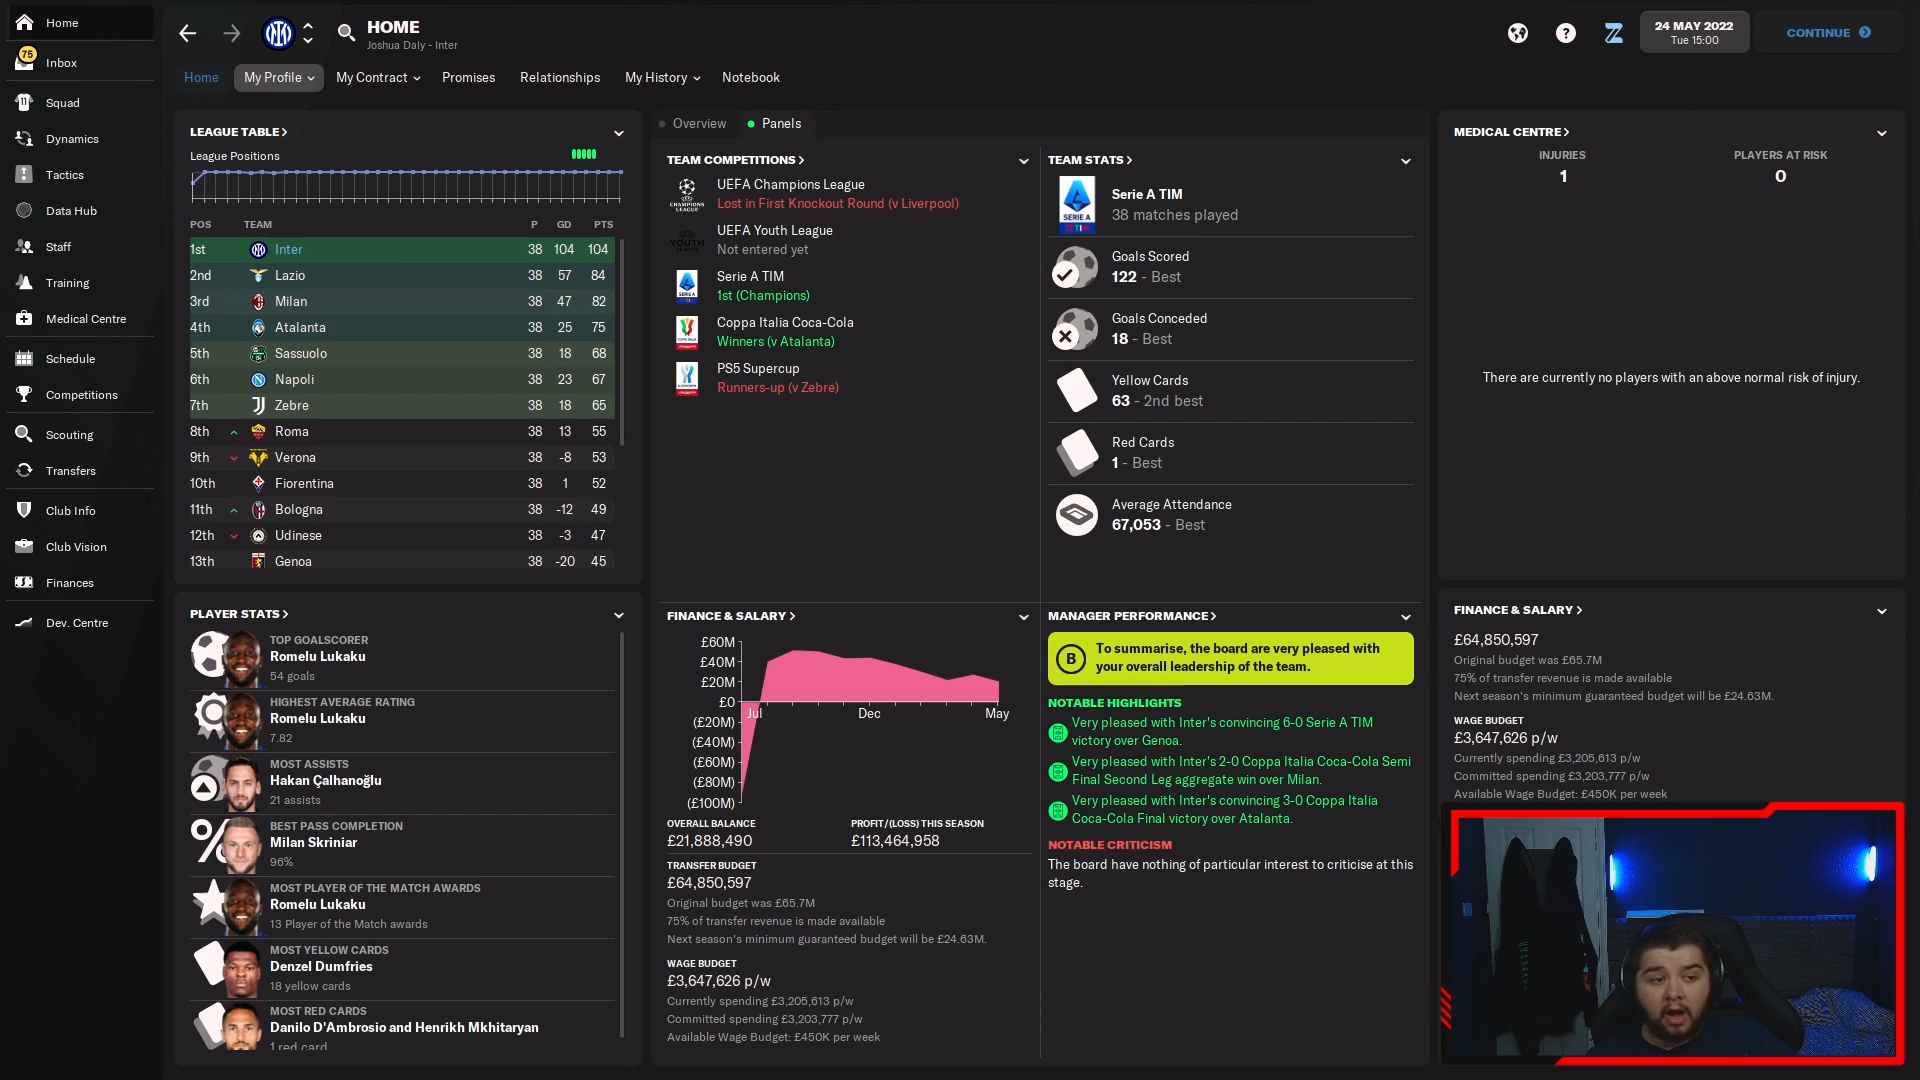 Home
75
Inbox
Squad
Dynamics
Tactics
Data Hub
Staff
Training
Medical Centre
Schedule
Competitions
Scouting
Transfers
Club Info
Club Vision
Finances
Dev. Centre
HOME
Joshua Daly - Inter
24 MAY 2022
Tue 15:00
CONTINUE
Home
My Profile
My Contract
Promises
Relationships
My History
Notebook
LEAGUE TABLE
League Positions
POS TEAM P GD PTS
1st Inter 38 104 104
2nd Lazio 38 57 84
3rd Milan 38 47 82
4th Atalanta 38 25 75
5th Sassuolo 38 18 68
6th Napoli 38 23 67
7th Zebre 38 18 65
8th Roma 38 13 55
9th Verona 38 -8 53
10th Fiorentina 38 1 52
11th Bologna 38 -12 49
12th Udinese 38 -3 47
13th Genoa 38 -20 45
PLAYER STATS
TOP GOALSCORER
Romelu Lukaku
54 goals
HIGHEST AVERAGE RATING
Romelu Lukaku
7.82
MOST ASSISTS
Hakan Çalhanoğlu
21 assists
BEST PASS COMPLETION
Milan Skriniar
96%
MOST PLAYER OF THE MATCH AWARDS
Romelu Lukaku
13 Player of the Match awards
MOST YELLOW CARDS
Denzel Dumfries
18 yellow cards
MOST RED CARDS
Danilo D'Ambrosio and Henrikh Mkhitaryan
1 red card
Overview
Panels
TEAM COMPETITIONS
CHAMPIONS
LEAGUE
UEFA Champions League
Lost in First Knockout Round (v Liverpool)
YOUTH
UEFA Youth League
Not entered yet
Serie A TIM
1st (Champions)
Coppa Italia Coca-Cola
Winners (v Atalanta)
PS5 Supercup
Runners-up (v Zebre)
TEAM STATS
SERIE A
TIM
Serie A TIM
38 matches played
Goals Scored
122 - Best
Goals Conceded
18 - Best
Yellow Cards
63 - 2nd best
Red Cards
1 - Best
Average Attendance
67,053 - Best
FINANCE & SALARY
£60M
£40M
£20M
£0
(£20M)
(£40M)
(£60M)
(£80M)
(£100M)
Jul Dec May
OVERALL BALANCE
£21,888,490
PROFIT/(LOSS) THIS SEASON
£113,464,958
TRANSFER BUDGET
£64,850,597
Original budget was £65.7M
75% of transfer revenue is made available
Next season's minimum guaranteed budget will be £24.63M.
WAGE BUDGET
£3,647,626 p/w
Currently spending £3,205,613 p/w
Committed spending £3,203,777 p/w
Available Wage Budget: £450K per week
MANAGER PERFORMANCE
B
To summarise, the board are very pleased with
your overall leadership of the team.
NOTABLE HIGHLIGHTS
Very pleased with Inter's convincing 6-0 Serie A TIM
victory over Genoa.
Very pleased with Inter's 2-0 Coppa Italia Coca-Cola Semi
Final Second Leg aggregate win over Milan.
Very pleased with Inter's convincing 3-0 Coppa Italia
Coca-Cola Final victory over Atalanta.
NOTABLE CRITICISM
The board have nothing of particular interest to criticise at this
stage.
MEDICAL CENTRE
INJURIES
1
PLAYERS AT RISK
0
There are currently no players with an above normal risk of injury.
FINANCE & SALARY
£64,850,597
Original budget was £65.7M
75% of transfer revenue is made available
Next season's minimum guaranteed budget will be £24.63M.
WAGE BUDGET
£3,647,626 p/w
Currently spending £3,205,613 p/w
Committed spending £3,203,777 p/w
Available Wage Budget: £450K per week